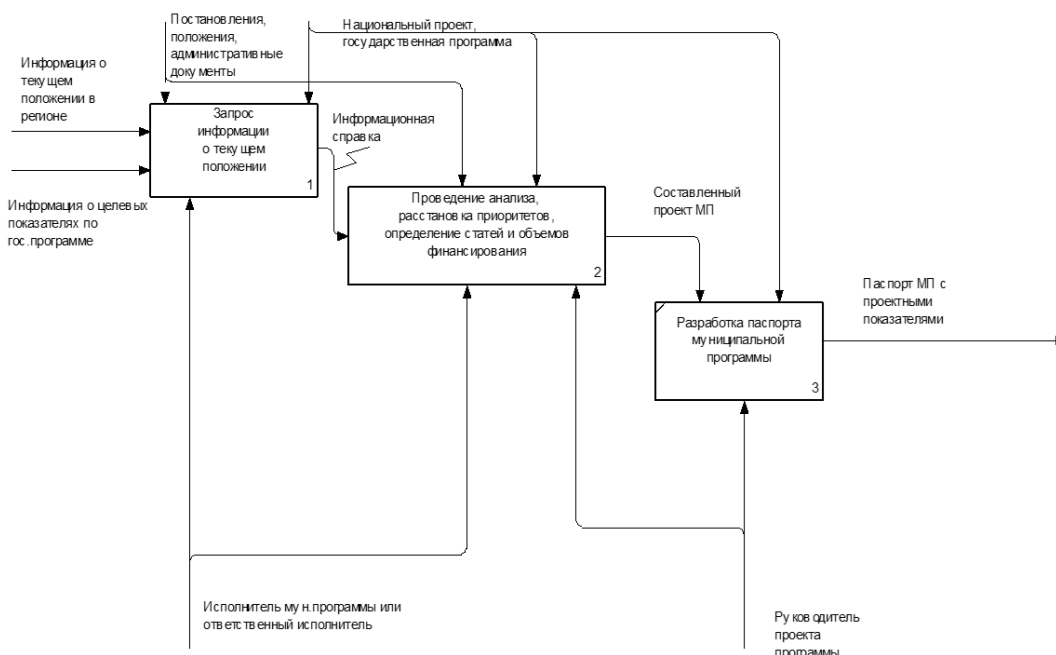 Постановления,
положения,
административные
документы
Национальный проект,
государственная программа
Информация о
текущем
положении в
регионе
Запрос
информации
о текущем
положении
1
Информационная
справка
Информация о целевых
показателях по
гос.программе
Проведение анализа,
расстановка приоритетов,
определение статей и объемов
финансирования
2
Составленный
проект МП
Паспорт МП с
проектными
показателями
Разработка паспорта
муниципальной
программы
3
Исполнитель мун.программы или
ответственный исполнитель
Руководитель
проекта
программы